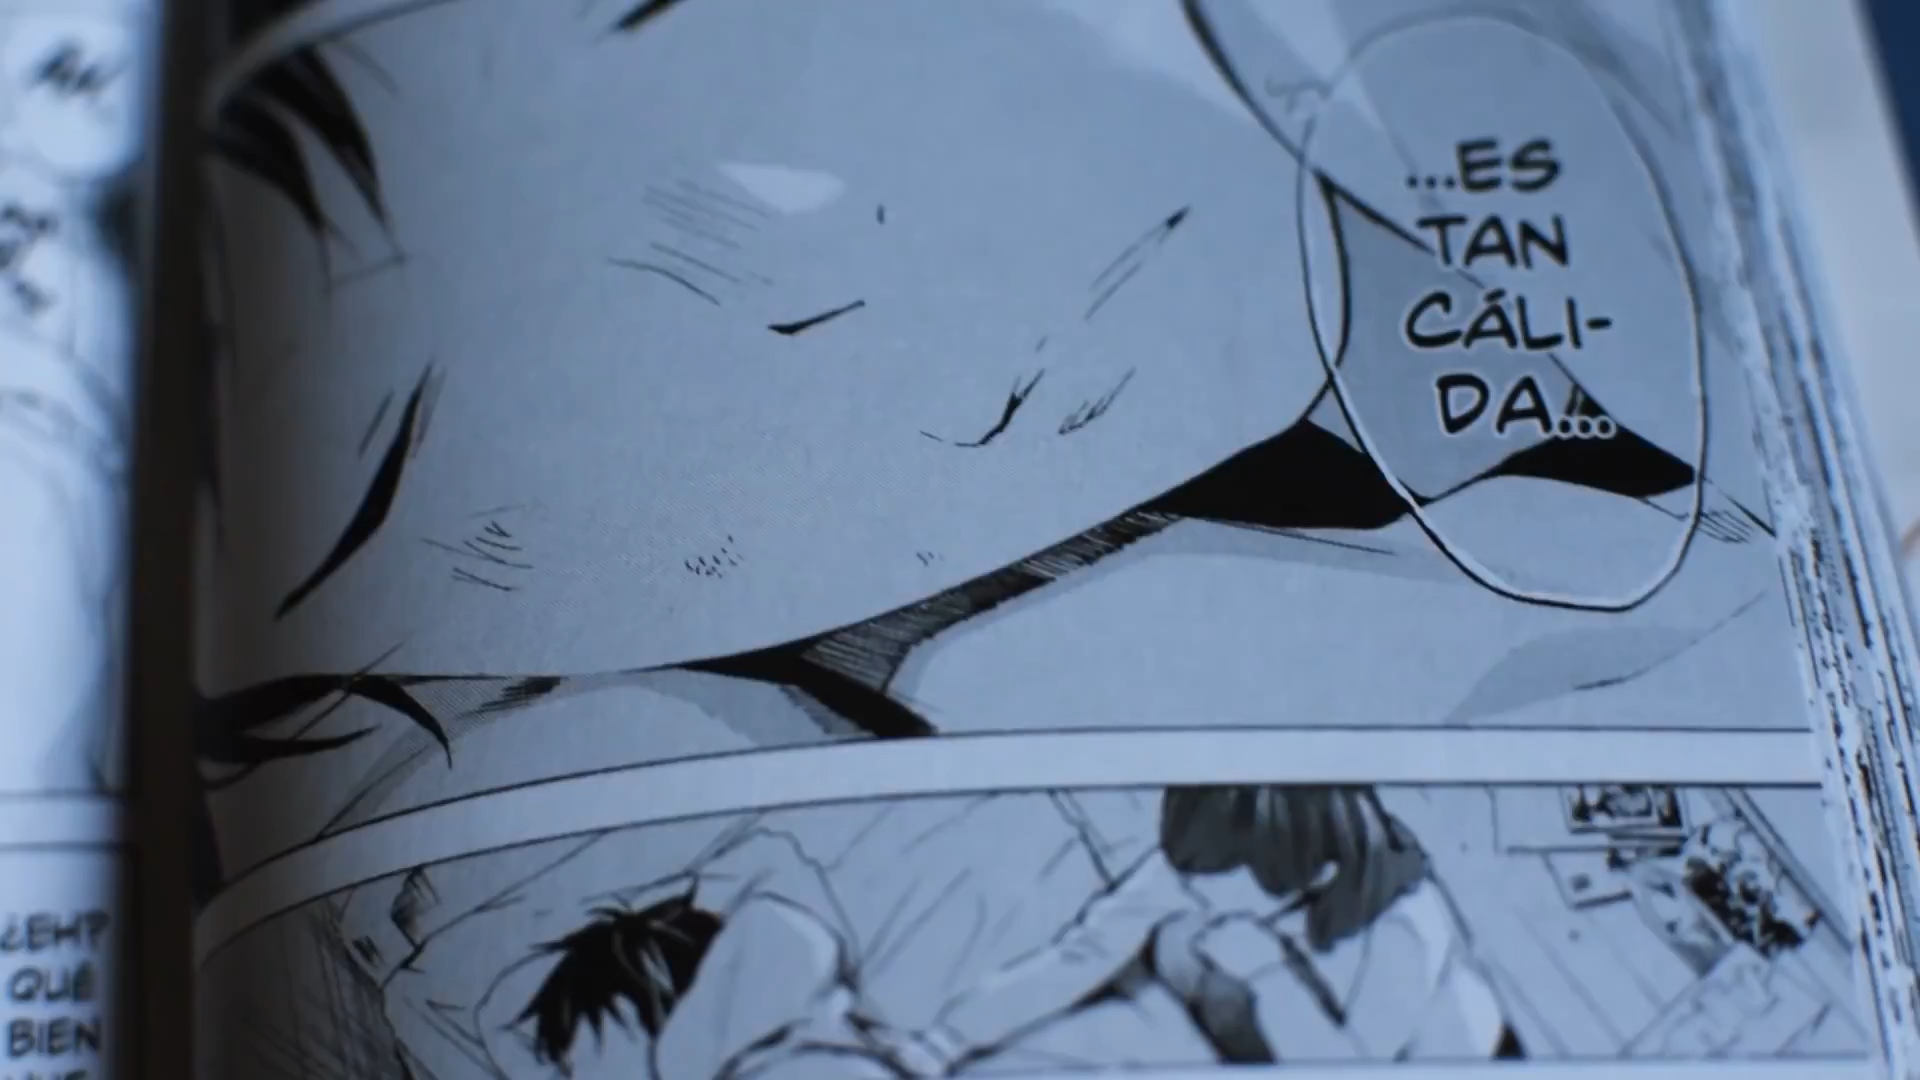 ...ES
TAN
CÁLI-
DA...
¿EH?
QUÉ
BIEN